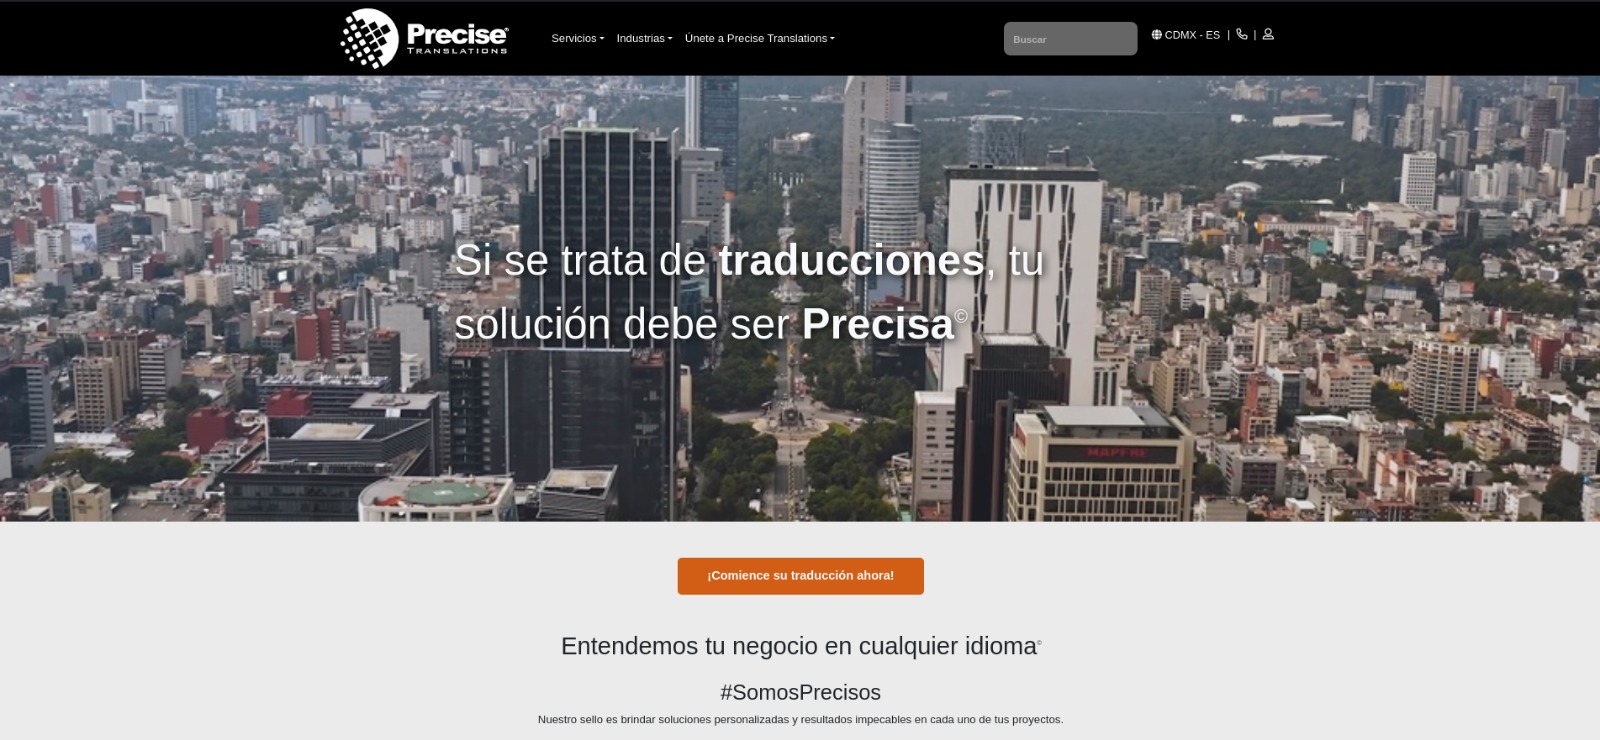 Precise®
TRANSLATIONS
Servicios
Industrias
Únete a Precise Translations
Buscar
CDMX - ES | |
Si se trata de traducciones, tu
solución debe ser Precisa©
MAPFRE
¡Comience su traducción ahora!
Entendemos tu negocio en cualquier idioma®
#SomosPrecisos
Nuestro sello es brindar soluciones personalizadas y resultados impecables en cada uno de tus proyectos.